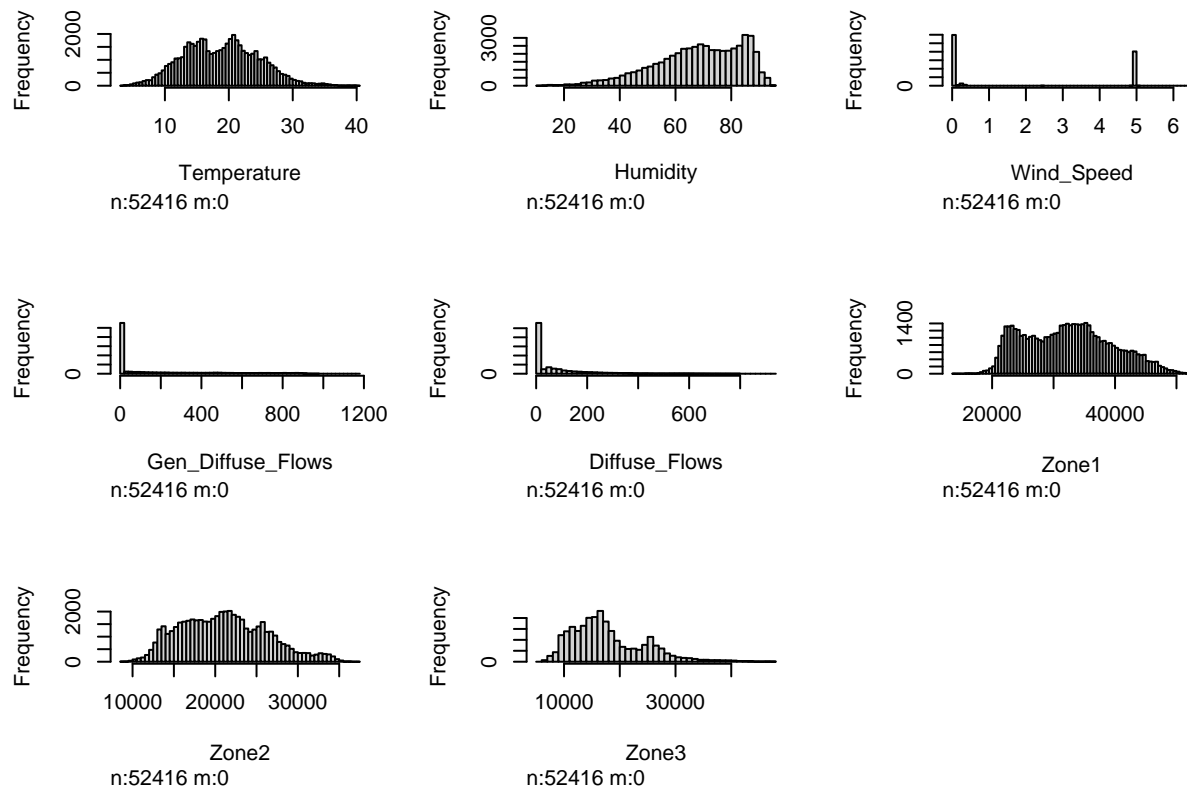 Frequency
0 2000
10 20 30 40
Temperature
n:52416 m:0
Frequency
0 3000
20 40 60 80
Humidity
n:52416 m:0
Frequency
0
0 1 2 3 4 5 6
Wind_Speed
n:52416 m:0
Frequency
0
0 400 800 1200
Gen_Diffuse_Flows
n:52416 m:0
Frequency
0
0 200 600
Diffuse_Flows
n:52416 m:0
Frequency
0 1400
20000 40000
Zone1
n:52416 m:0
Frequency
0 2000
10000 20000 30000
Zone2
n:52416 m:0
Frequency
0
10000 30000
Zone3
n:52416 m:0